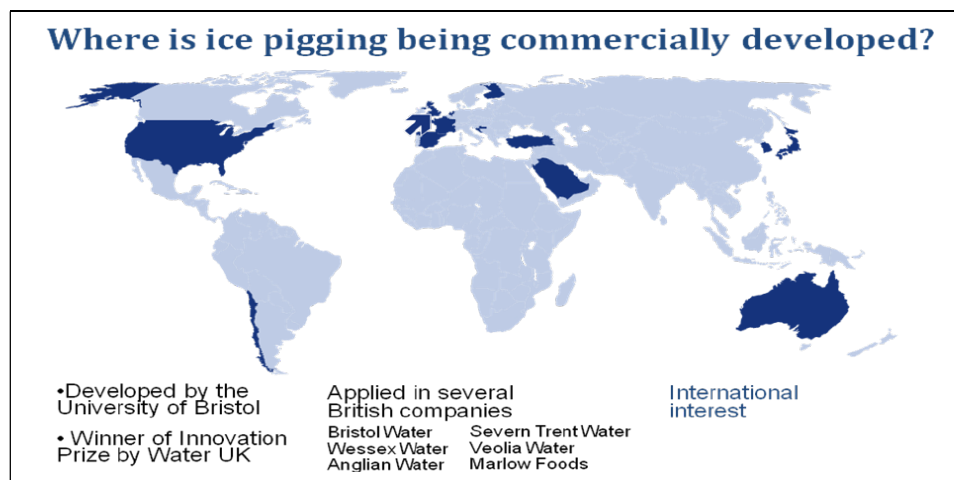 Where is ice pigging being commercially developed?
•Developed by the
University of Bristol
• Winner of Innovation
Prize by Water UK
Applied in several
British companies
Bristol Water
Wessex Water
Anglian Water
Severn Trent Water
Veolia Water
Marlow Foods
International
interest